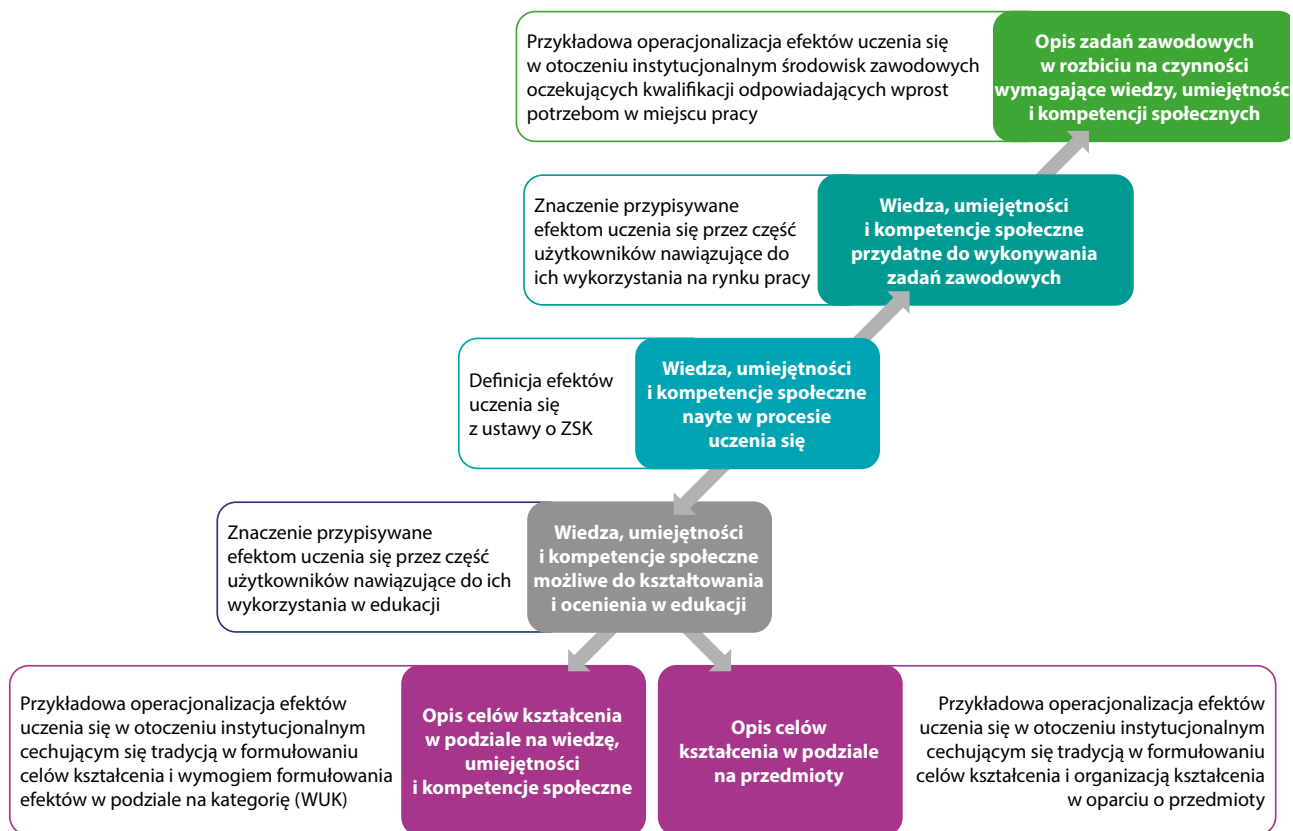 Przykładowa operacjonalizacja efektów uczenia się
w otoczeniu instytucjonalnym środowisk zawodowych
oczekujących kwalifikacji odpowiadających wprost
potrzebom w miejscu pracy
Opis zadań zawodowych
w rozbiciu na czynności
wymagające wiedzy, umiejętnośc
i kompetencji społecznych
Znaczenie przypisywane
efektom uczenia się przez część
użytkowników nawiązujące do
ich wykorzystania na rynku pracy
Wiedza, umiejętności
i kompetencje społeczne
przydatne do wykonywania
zadań zawodowych
Definicja efektów
uczenia się
z ustawy o ZSK
Wiedza, umiejętności
i kompetencje społeczne
nayte w procesie
uczenia się
Znaczenie przypisywane
efektom uczenia się przez część
użytkowników nawiązujące do ich
wykorzystania w edukacji
Wiedza, umiejętności
i kompetencje społeczne
możliwe do kształtowania
i ocenienia w edukacji
Przykładowa operacjonalizacja efektów
uczenia się w otoczeniu instytucjonalnym
cechującym się tradycją w formułowaniu
celów kształcenia i wymogiem formułowania
efektów w podziale na kategorię (WUK)
Opis celów kształcenia
w podziale na wiedzę,
umiejętności
i kompetencje społeczne
Opis celów
kształcenia w podziale
na przedmioty
Przykładowa operacjonalizacja efektów
uczenia się w otoczeniu instytucjonalnym
cechującym się tradycją w formułowaniu
celów kształcenia i organizacją kształcenia
w oparciu o przedmioty